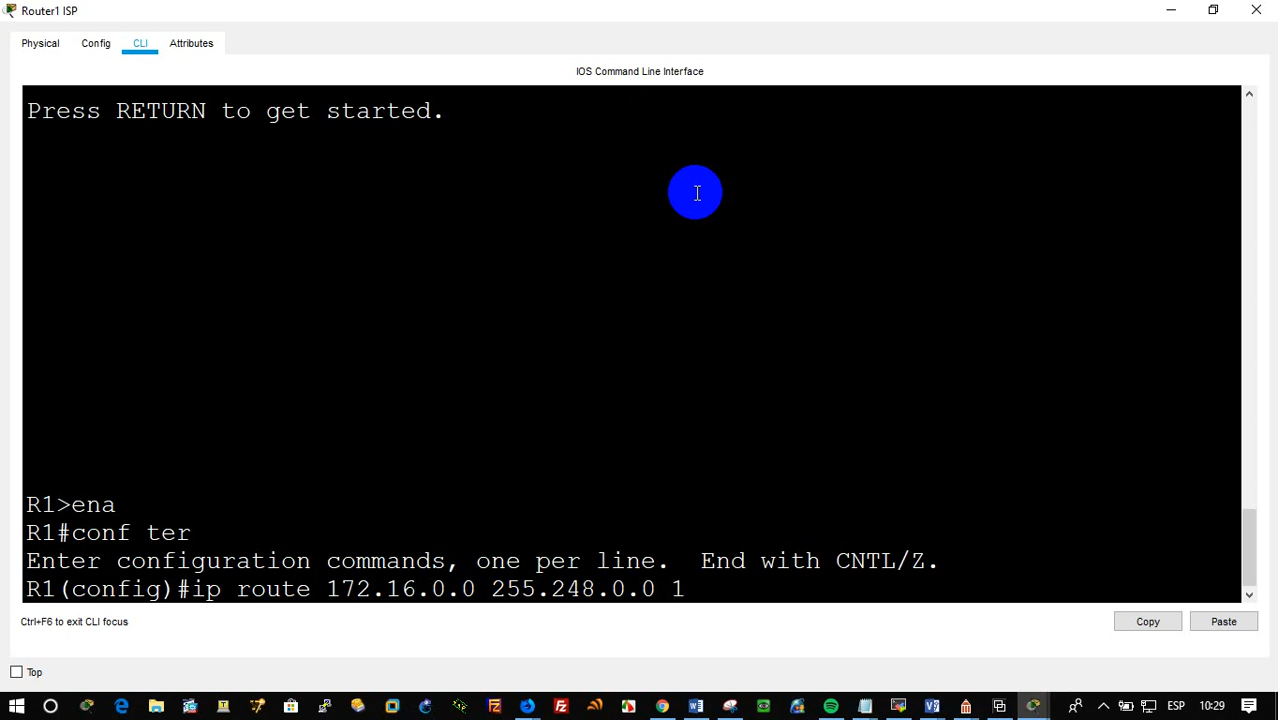 Router1 ISP
Physical Config CLI Attributes
IOS Command Line Interface
Press RETURN to get started.
R1>ena
R1#conf ter
Enter configuration commands, one per line.  End with CNTL/Z.
R1(config)#ip route 172.16.0.0 255.248.0.0 1
Ctrl+F6 to exit CLI focus
Copy Paste
Top
ESP 10:29